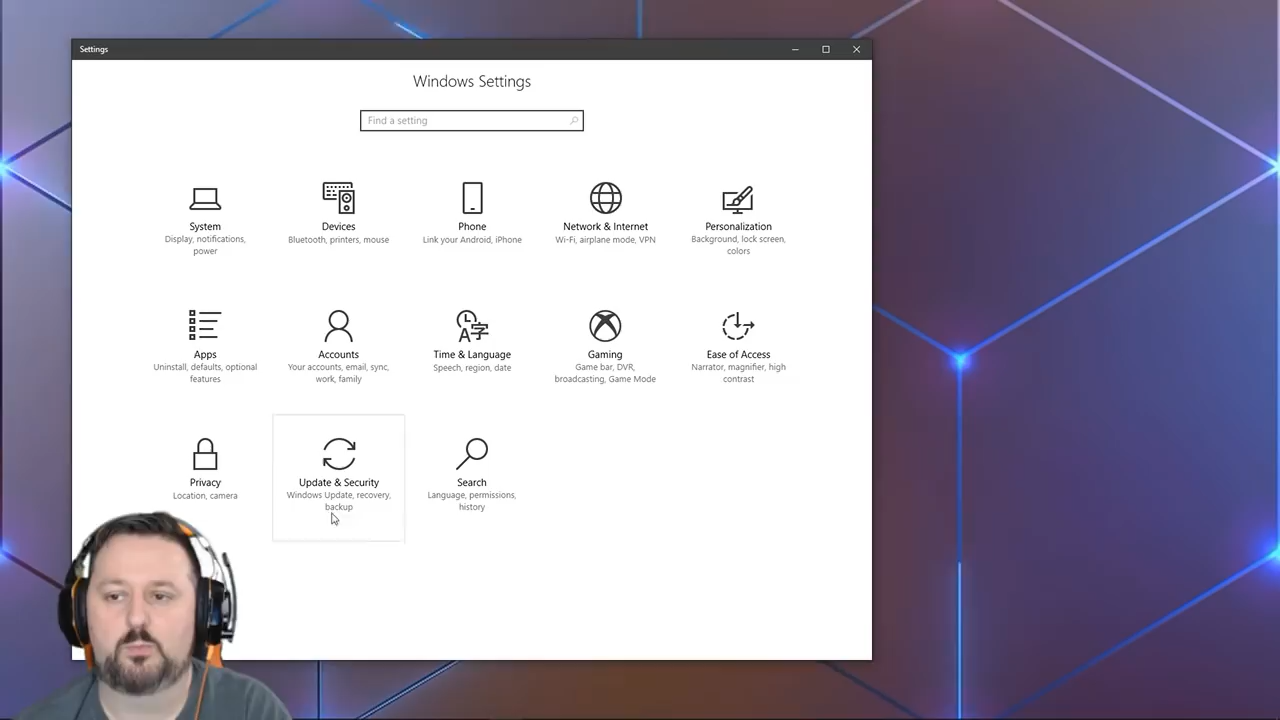 Settings
Windows Settings
Find a setting
System
Display, notifications,
power
Devices
Bluetooth, printers, mouse
Phone
Link your Android, iPhone
Network & Internet
Wi-Fi, airplane mode, VPN
Personalization
Background, lock screen,
colors
Apps
Uninstall, defaults, optional
features
Accounts
Your accounts, email, sync,
work, family
Time & Language
Speech, region, date
Gaming
Game bar, DVR,
broadcasting, Game Mode
Ease of Access
Narrator, magnifier, high
contrast
Privacy
Location, camera
Update & Security
Windows Update, recovery,
backup
Search
Language, permissions,
history